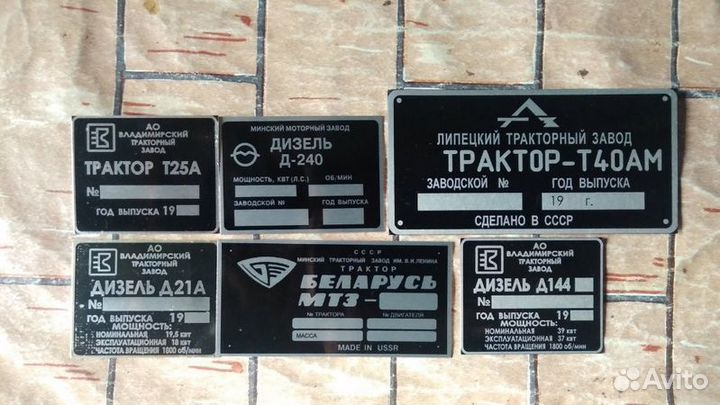 АО
ВЛАДИМИРСКИЙ
ТРАКТОРНЫЙ
ЗАВОД
ТРАКТОР Т25А
№
ГОД ВЫПУСКА 19
МИНСКИЙ МОТОРНЫЙ ЗАВОД
ДИЗЕЛЬ
Д-240
МОЩНОСТЬ, КВТ (Л.С.) ОБ/МИН
ЗАВОДСКОЙ № ГОД ВЫПУСКА
ЛИПЕЦКИЙ ТРАКТОРНЫЙ ЗАВОД
ТРАКТОР-Т40АМ
ЗАВОДСКОЙ № ГОД ВЫПУСКА
19 г.
СДЕЛАНО В СССР
АО
ВЛАДИМИРСКИЙ
ТРАКТОРНЫЙ
ЗАВОД
ДИЗЕЛЬ Д21А
№
ГОД ВЫПУСКА 19
МОЩНОСТЬ:
НОМИНАЛЬНАЯ 19,5 квт
ЭКСПЛУАТАЦИОННАЯ 18 квт
ЧАСТОТА ВРАЩЕНИЯ 1800 об/мин
СССР
МИНСКИЙ ТРАКТОРНЫЙ ЗАВОД ИМ. В.И.ЛЕНИНА
ТРАКТОР
БЕЛАРУСЬ
МТЗ-
№ ТРАКТОРА № ДВИГАТЕЛЯ
МАССА
MADE IN USSR
АО
ВЛАДИМИРСКИЙ
ТРАКТОРНЫЙ
ЗАВОД
ДИЗЕЛЬ Д144
№
ГОД ВЫПУСКА 19
МОЩНОСТЬ:
НОМИНАЛЬНАЯ 39 квт
ЭКСПЛУАТАЦИОННАЯ 37 квт
ЧАСТОТА ВРАЩЕНИЯ 1800 об/мин
Avito